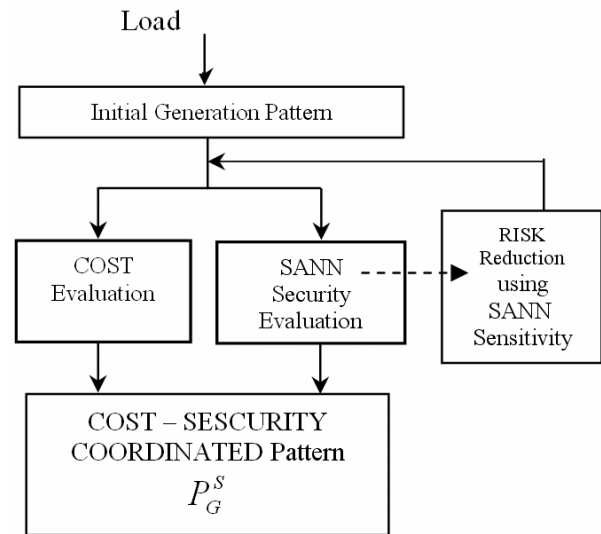 Load
Initial Generation Pattern
COST
Evaluation
SANN
Security
Evaluation
RISK
Reduction
using
SANN
Sensitivity
COST – SESCURITY
COORDINATED Pattern
P_G^S